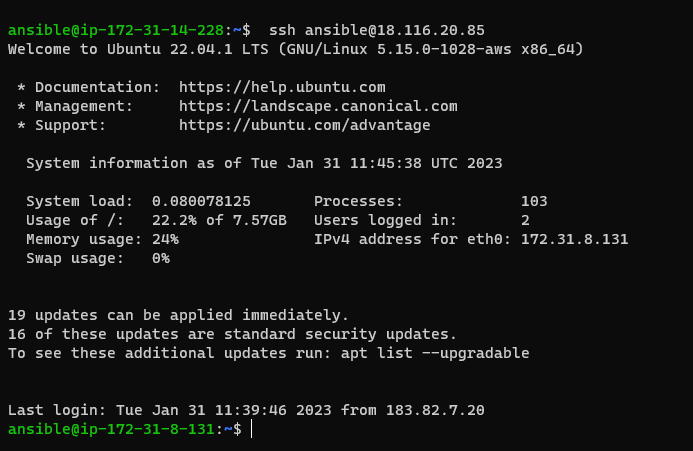 ansible@ip-172-31-14-228:~$  ssh ansible@18.116.20.85
Welcome to Ubuntu 22.04.1 LTS (GNU/Linux 5.15.0-1028-aws x86_64)
* Documentation:  https://help.ubuntu.com
* Management:     https://landscape.canonical.com
* Support:        https://ubuntu.com/advantage
System information as of Tue Jan 31 11:45:38 UTC 2023
System load:  0.080078125       Processes:             103
Usage of /:   22.2% of 7.57GB   Users logged in:       2
Memory usage: 24%               IPv4 address for eth0: 172.31.8.131
Swap usage:   0%
19 updates can be applied immediately.
16 of these updates are standard security updates.
To see these additional updates run: apt list --upgradable
Last login: Tue Jan 31 11:39:46 2023 from 183.82.7.20
ansible@ip-172-31-8-131:~$